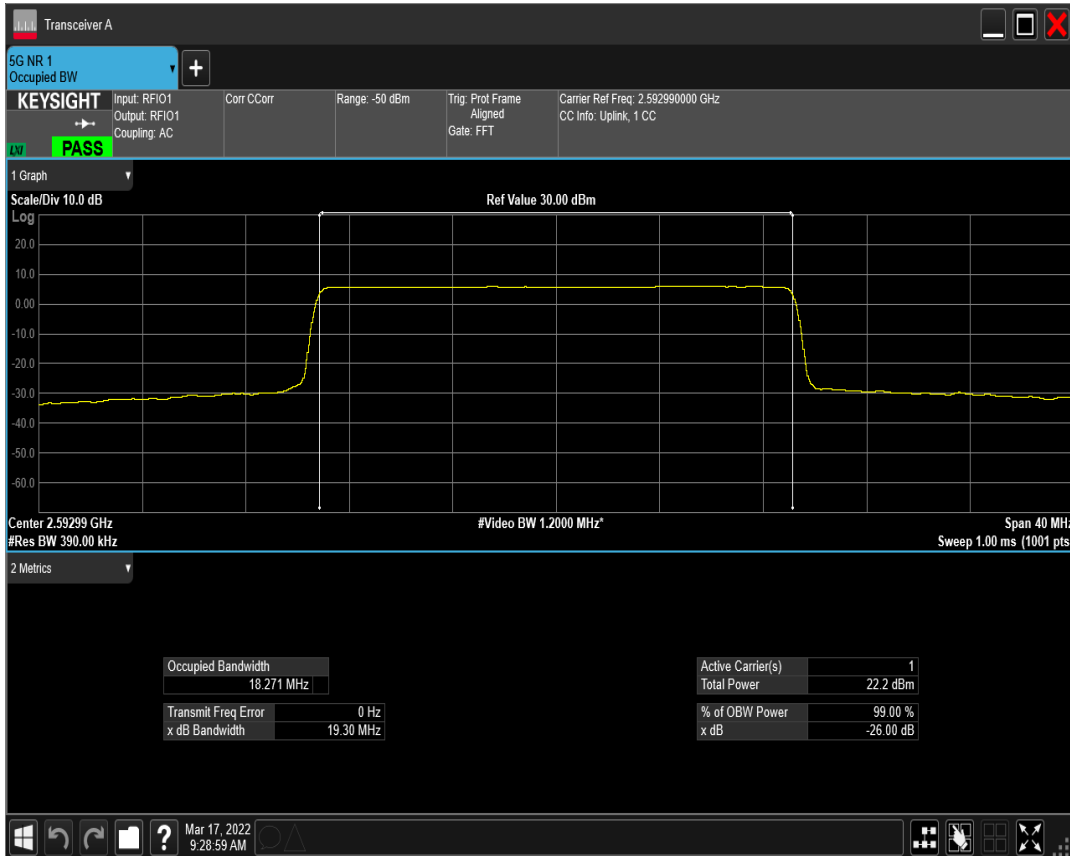 Transceiver A
5G NR 1
Occupied BW
KEYSIGHT
LXI
PASS
Input: RFIO1
Output: RFIO1
Coupling: AC
Corr CCorr
Range: -50 dBm
Trig: Prot Frame
Aligned
Gate: FFT
Carrier Ref Freq: 2.592990000 GHz
CC Info: Uplink, 1 CC
1 Graph
Scale/Div 10.0 dB
Ref Value 30.00 dBm
Log
20.0
10.0
0.00
-10.0
-20.0
-30.0
-40.0
-50.0
-60.0
Center 2.59299 GHz
#Video BW 1.2000 MHz*
Span 40 MHz
#Res BW 390.00 kHz
Sweep 1.00 ms (1001 pts
2 Metrics
Occupied Bandwidth
18.271 MHz
Transmit Freq Error 0 Hz
x dB Bandwidth 19.30 MHz
Active Carrier(s) 1
Total Power 22.2 dBm
% of OBW Power 99.00 %
x dB -26.00 dB
?
Mar 17, 2022
9:28:59 AM